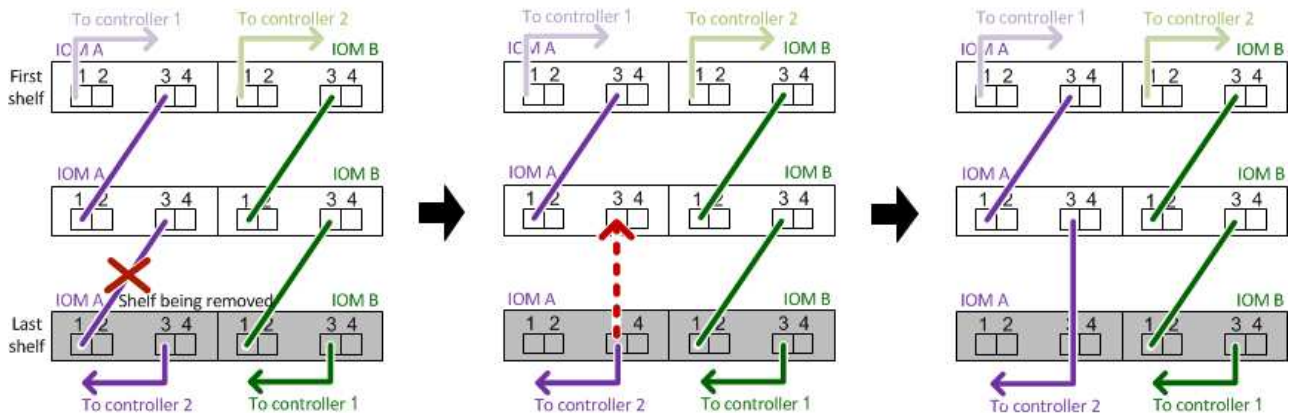 To controller 1 To controller 2 To controller 1 To controller 2 To controller 1 To controller 2
IOM A IOM B IOM A IOM B IOM A IOM B
First shelf 1 2 3 4 1 2 3 4 1 2 3 4 1 2 3 4 1 2 3 4 1 2 3 4
IOM A IOM B IOM A IOM B IOM A IOM B
1 2 3 4 1 2 3 4 1 2 3 4 1 2 3 4 1 2 3 4 1 2 3 4
IOM A Shelf being removed IOM B IOM A IOM B IOM A IOM B
Last shelf 1 2 3 4 1 2 3 4 1 2 4 1 2 3 4 1 2 3 4 1 2 3 4
To controller 2 To controller 1 To controller 2 To controller 1 To controller 2 To controller 1